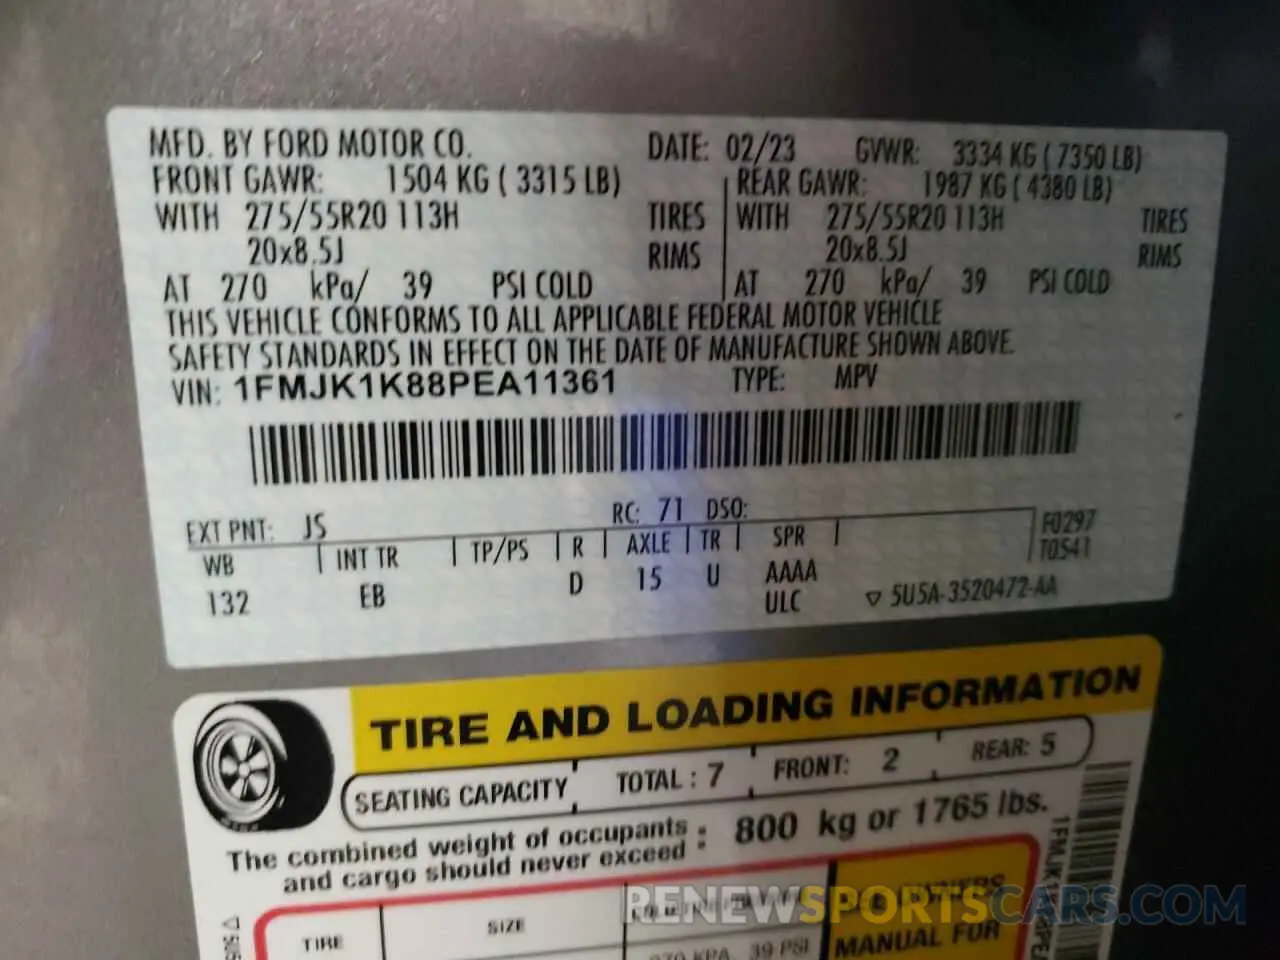 MFD. BY FORD MOTOR CO. DATE: 02/23 GVWR: 3334 KG ( 7350 LB)
FRONT GAWR: 1504 KG ( 3315 LB) REAR GAWR: 1987 KG ( 4380 LB)
WITH 275/55R20 113H TIRES WITH 275/55R20 113H TIRES
20x8.5J RIMS 20x8.5J RIMS
AT 270 kPa/ 39 PSI COLD AT 270 kPa/ 39 PSI COLD
THIS VEHICLE CONFORMS TO ALL APPLICABLE FEDERAL MOTOR VEHICLE
SAFETY STANDARDS IN EFFECT ON THE DATE OF MANUFACTURE SHOWN ABOVE.
VIN: 1FMJK1K88PEA11361 TYPE: MPV
EXT PNT: JS RC: 71 DSO:
WB INT TR TP/PS R AXLE TR SPR F0297
T0541
132 EB D 15 U AAAA
ULC ▽ 5U5A-3520472-AA
TIRE AND LOADING INFORMATION
SEATING CAPACITY TOTAL : 7 FRONT: 2 REAR: 5
The combined weight of occupants : 800 kg or 1765 lbs.
and cargo should never exceed
TIRE SIZE
SEE OWNERS
MANUAL FOR
270 KPA, 39 PSI
RENEWSPORTSCARS.COM